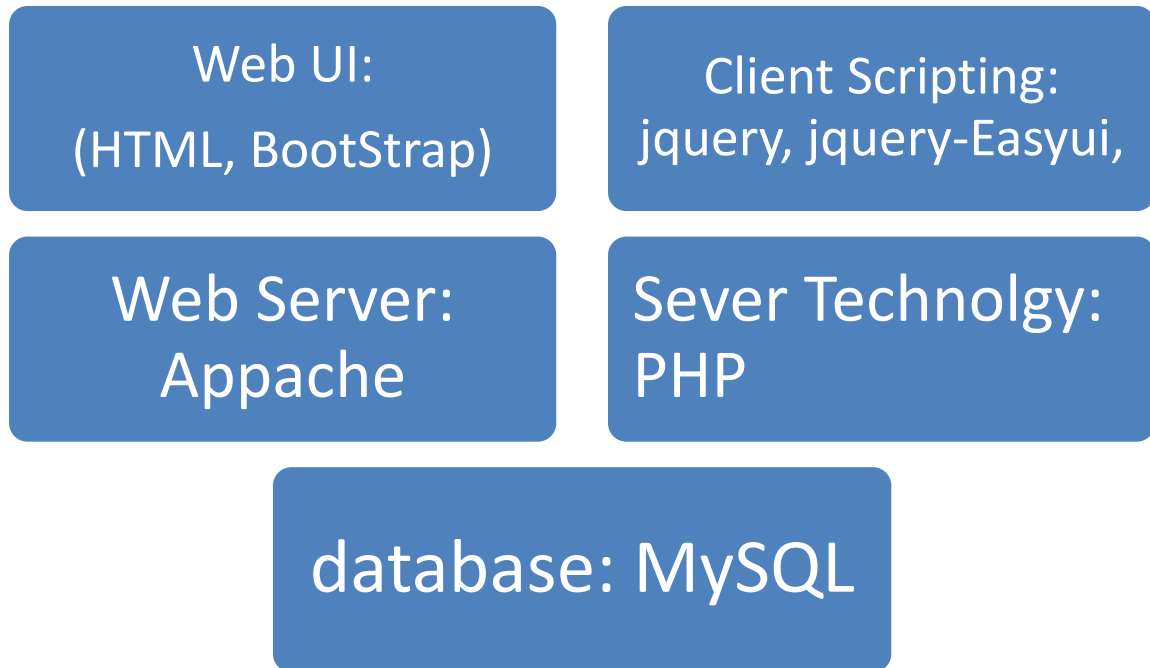 Web UI:
(HTML, BootStrap)
Client Scripting:
jquery, jquery-Easyui,
Web Server:
Appache
Sever Technolgy:
PHP
database: MySQL